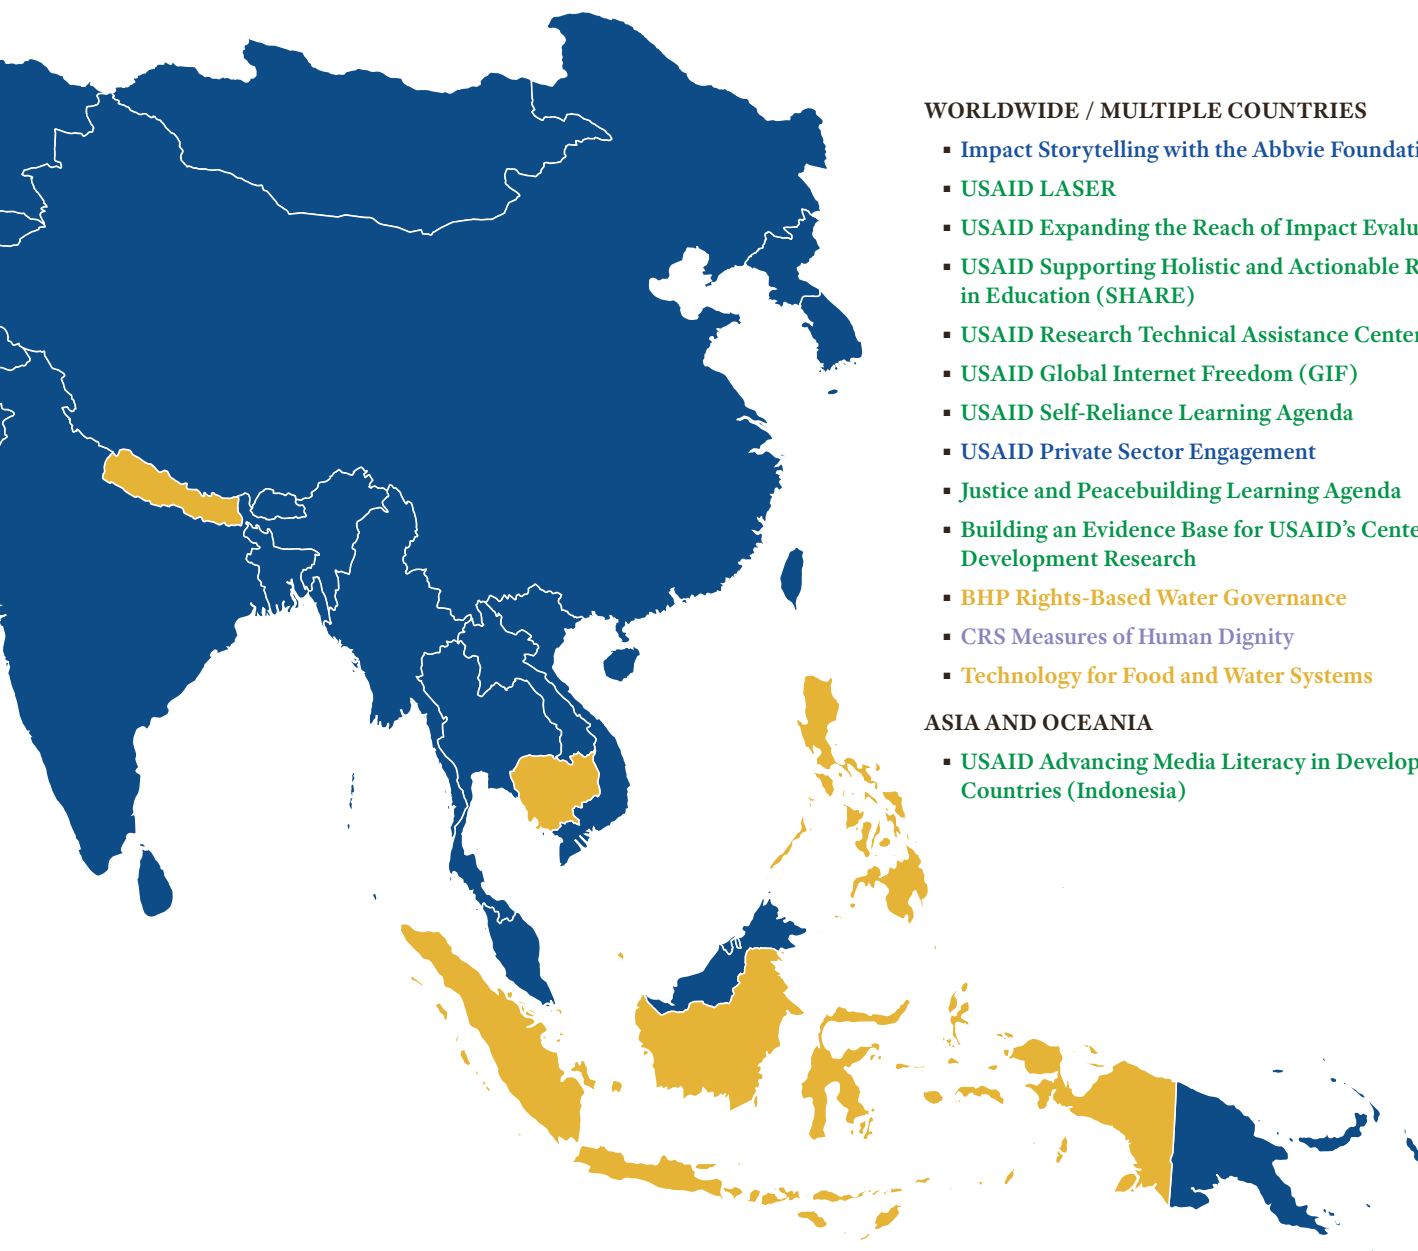 WORLDWIDE / MULTIPLE COUNTRIES
▪ Impact Storytelling with the Abbvie
▪ USAID LASER
▪ USAID Expanding the Reach of Impact
▪ USAID Supporting Holistic and Actionable
in Education (SHARE)
▪ USAID Research Technical Assistance Center
▪ USAID Global Internet Freedom (GIF)
▪ USAID Self-Reliance Learning Agenda
▪ USAID Private Sector Engagement
▪ Justice and Peacebuilding Learning Agenda
▪ Building an Evidence Base for USAID’s
Development Research
▪ BHP Rights-Based Water Governance
▪ CRS Measures of Human Dignity
▪ Technology for Food and Water Systems
ASIA AND OCEANIA
▪ USAID Advancing Media Literacy in
Countries (Indonesia)